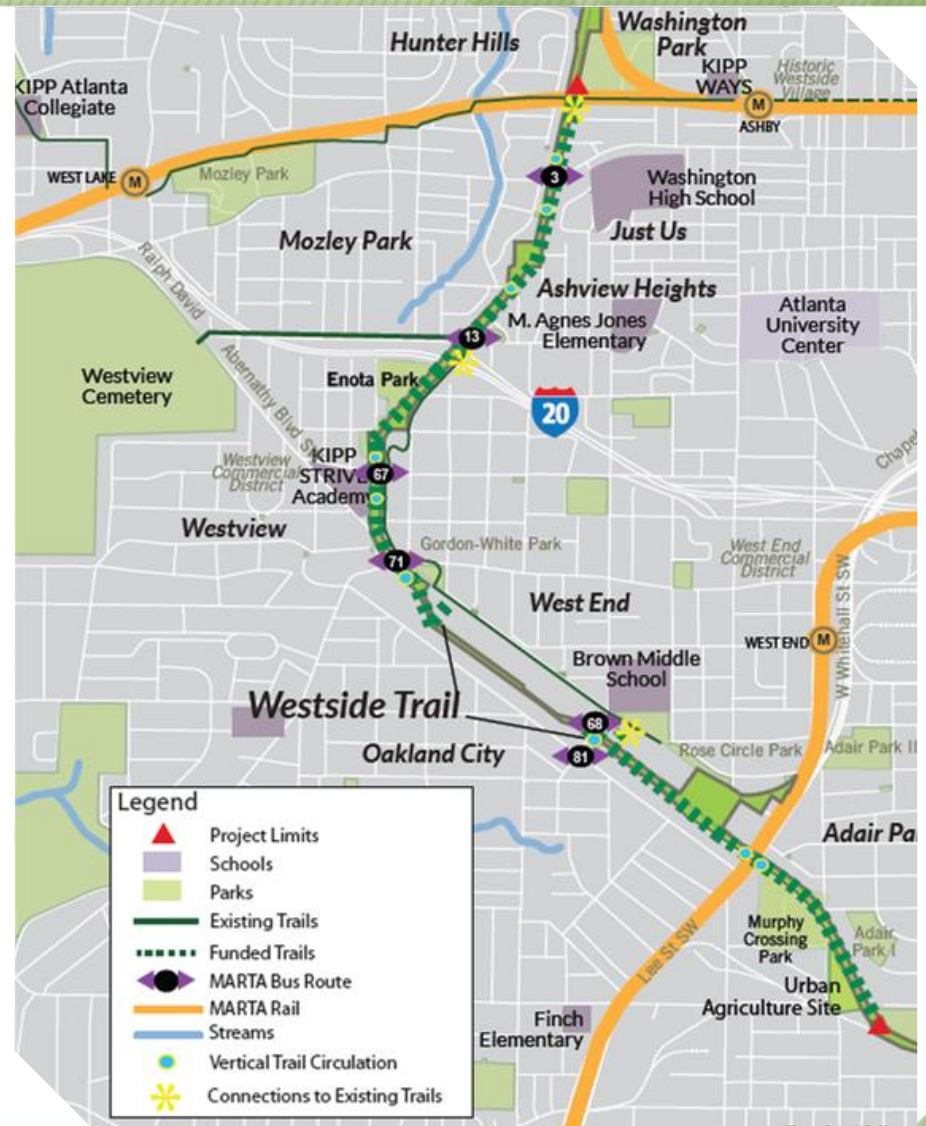 Hunter Hills
Washington
Park
KIPP
WAYS
Historic
Westside
Village
KIPP Atlanta
Collegiate
M
ASHBY
WEST LAKE
M
Mozley Park
3
Washington
High School
Mozley Park
Just Us
Ralph David
Abernathy Blvd
Ashview Heights
M. Agnes Jones
Elementary
Atlanta
University
Center
13
Westview
Cemetery
Enota Park
20
Westview
Commercial
District
KIPP
STRIVE
Academy
67
Westview
71
Gordon-White Park
West End
Commercial
District
W Whitehall St SW
West End
WEST END
M
Brown Middle
School
Westside Trail
68
Oakland City
81
Rose Circle Park
Adair Park II
Legend
Project Limits
Schools
Parks
Existing Trails
Funded Trails
MARTA Bus Route
MARTA Rail
Streams
Vertical Trail Circulation
Connections to Existing Trails
Murphy
Crossing
Park
Adair
Park I
Lee St SW
Urban
Agriculture Site
Finch
Elementary